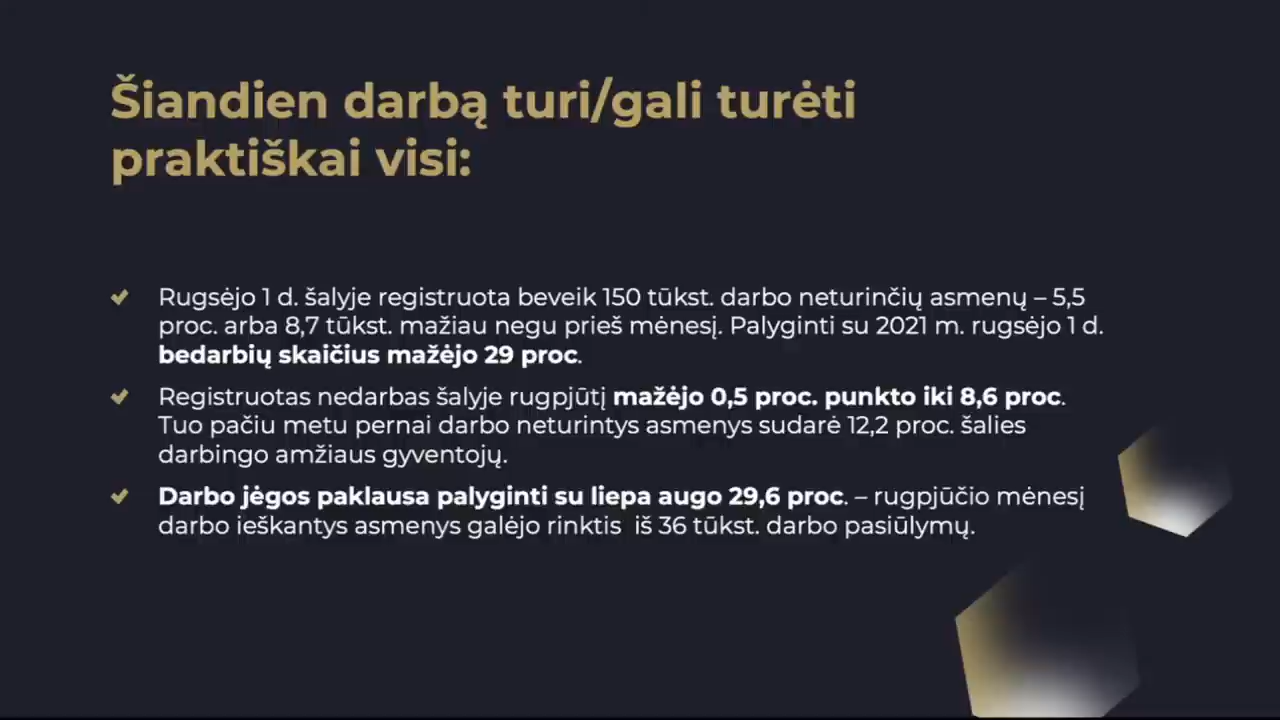 Šiandien darbą turi/gali turėti
praktiškai visi:
Rugsėjo 1 d. šalyje registruota beveik 150 tūkst. darbo neturinčių asmenų – 5,5
proc. arba 8,7 tūkst. mažiau negu prieš mėnesį. Palyginti su 2021 m. rugsėjo 1 d.
bedarbių skaičius mažėjo 29 proc.
Registruotas nedarbas šalyje rugpjūtį mažėjo 0,5 proc. punkto iki 8,6 proc.
Tuo pačiu metu pernai darbo neturintys asmenys sudarė 12,2 proc. šalies
darbingo amžiaus gyventojų.
Darbo jėgos paklausa palyginti su liepa augo 29,6 proc. – rugpjūčio mėnesį
darbo ieškantys asmenys galėjo rinktis  iš 36 tūkst. darbo pasiūlymų.